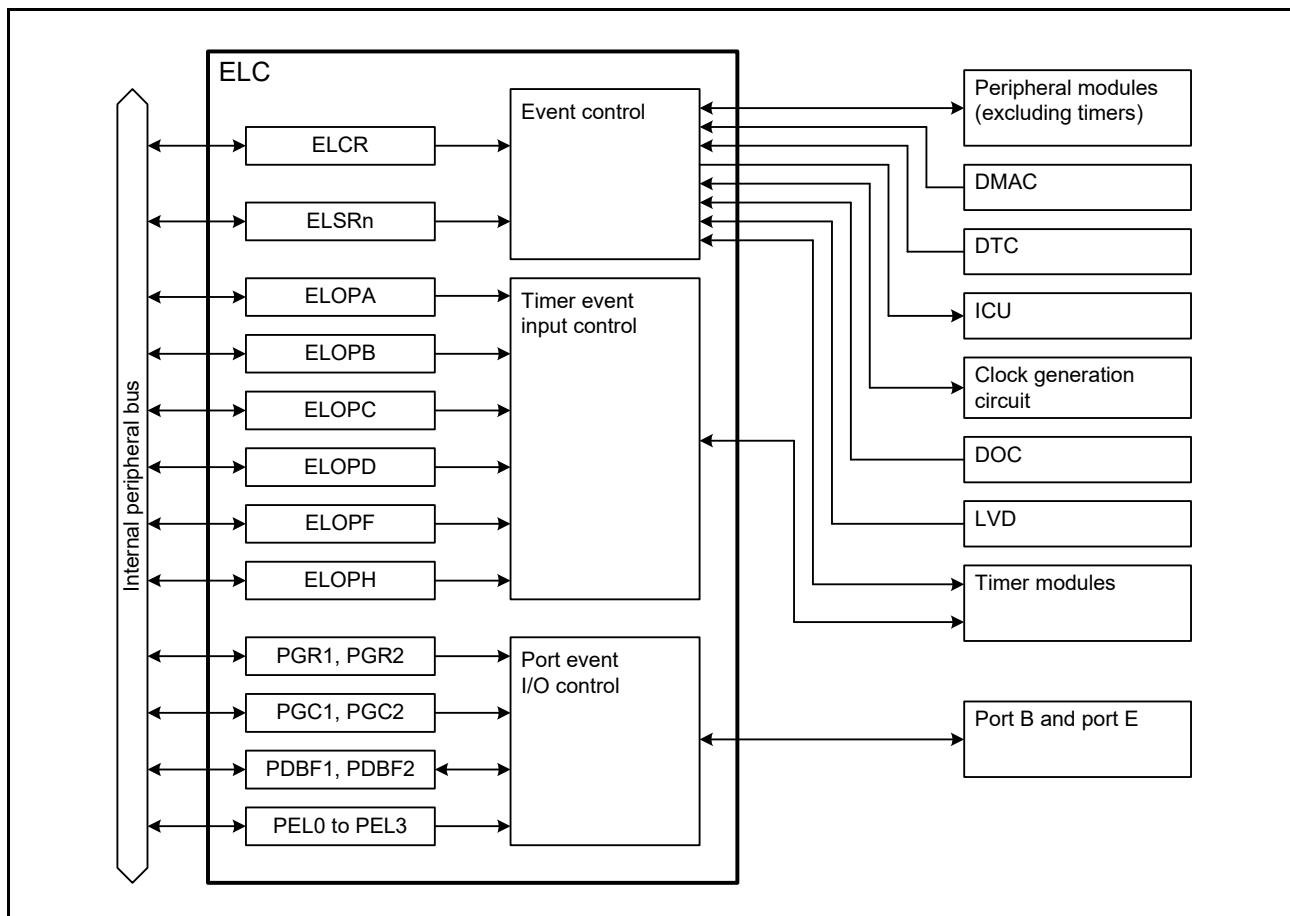 ELC
Internal peripheral bus
ELCR
ELSRn
ELOPA
ELOPB
ELOPC
ELOPD
ELOPF
ELOPH
PGR1, PGR2
PGC1, PGC2
PDBF1, PDBF2
PEL0 to PEL3
Event control
Timer event
input control
Port event
I/O control
Peripheral modules
(excluding timers)
DMAC
DTC
ICU
Clock generation
circuit
DOC
LVD
Timer modules
Port B and port E